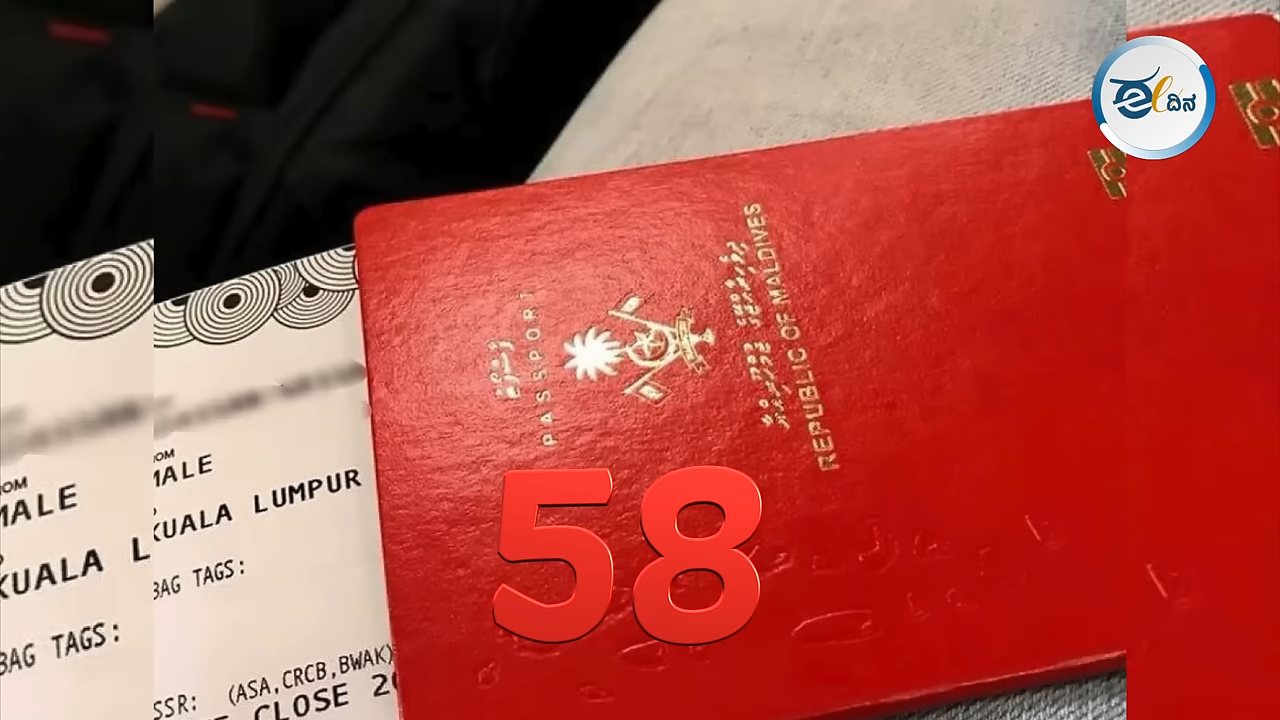 ಈ ದಿನ
PASSPORT
REPUBLIC OF MALDIVES
58
MALE
KUALA LUMPUR
BAG TAGS:
SSR: (ASA,CRCB,BWAK)
CLOSE
MALE
KUALA L
BAG TAGS: